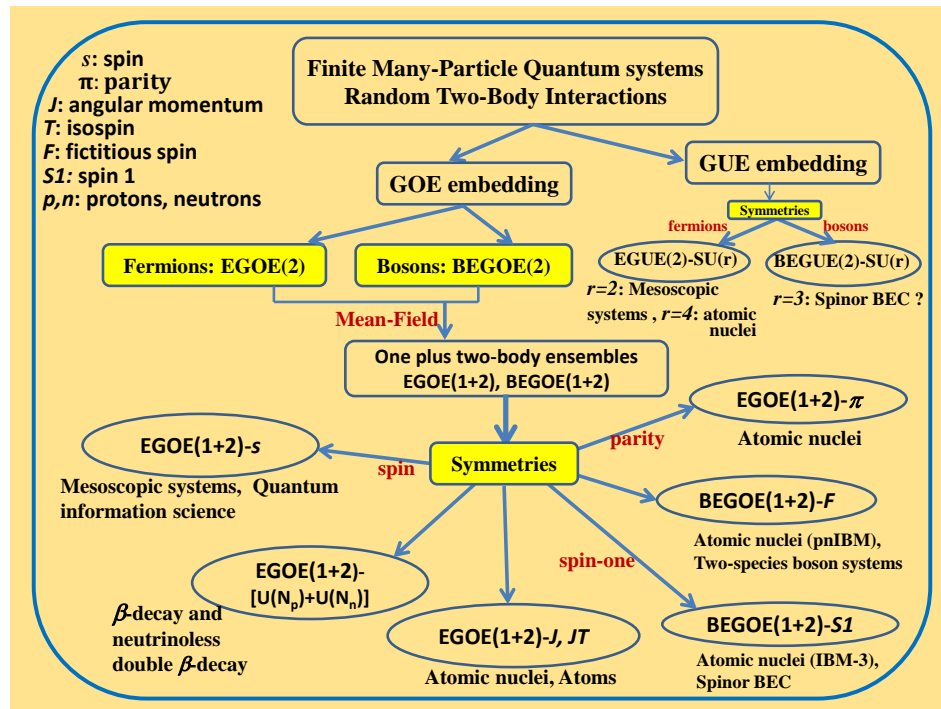 s: spin
π: parity
J: angular momentum
T: isospin
F: fictitious spin
S1: spin 1
p,n: protons, neutrons
Finite Many-Particle Quantum systems
Random Two-Body Interactions
GOE embedding
GUE embedding
Symmetries
fermions
bosons
EGUE(2)-SU(r)
BEGUE(2)-SU(r)
r=2: Mesoscopic
systems , r=4: atomic
nuclei
r=3: Spinor BEC ?
Fermions: EGOE(2)
Bosons: BEGOE(2)
Mean-Field
One plus two-body ensembles
EGOE(1+2), BEGOE(1+2)
Symmetries
parity
EGOE(1+2)-π
Atomic nuclei
spin
EGOE(1+2)-s
Mesoscopic systems, Quantum
information science
BEGOE(1+2)-F
Atomic nuclei (pnIBM),
Two-species boson systems
spin-one
EGOE(1+2)-
[U(Np)+U(Nn)]
β-decay and
neutrinoless
double β-decay
EGOE(1+2)-J, JT
Atomic nuclei, Atoms
BEGOE(1+2)-S1
Atomic nuclei (IBM-3),
Spinor BEC